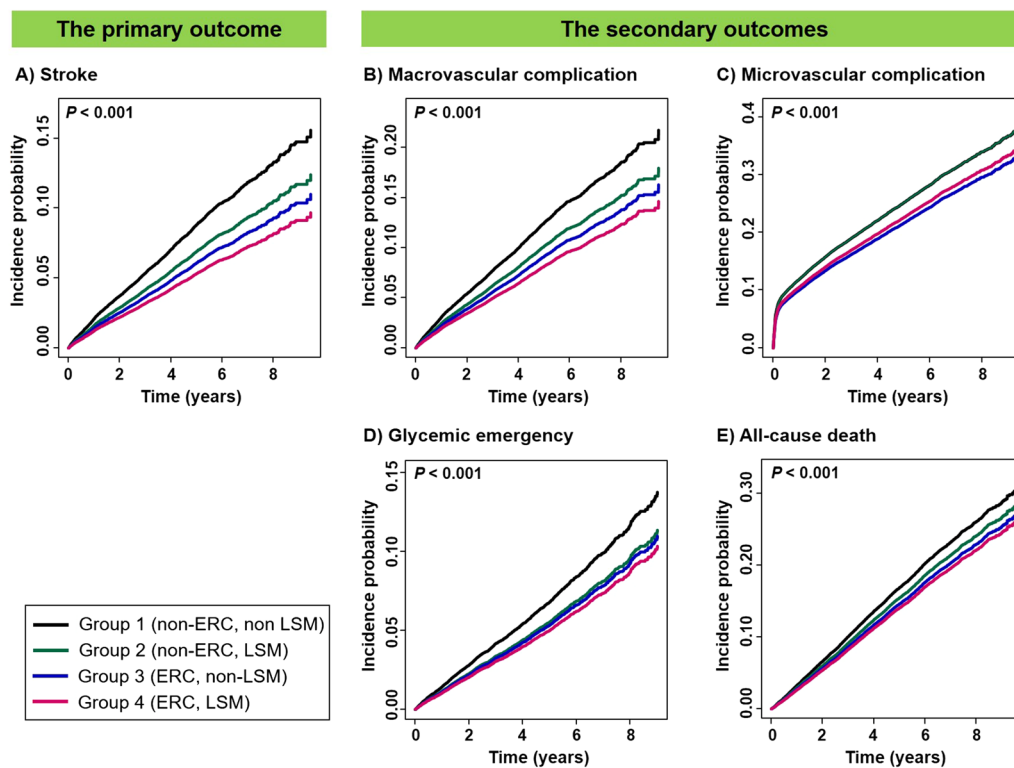 The primary outcome
The secondary outcomes
A) Stroke
P < 0.001
Incidence probability
0.00
0.05
0.10
0.15
0 2 4 6 8
Time (years)
B) Macrovascular complication
P < 0.001
Incidence probability
0.00
0.05
0.10
0.15
0.20
0 2 4 6 8
Time (years)
C) Microvascular complication
P < 0.001
Incidence probability
0.0
0.1
0.2
0.3
0.4
0 2 4 6 8
Time (years)
D) Glycemic emergency
P < 0.001
Incidence probability
0.00
0.05
0.10
0.15
0 2 4 6 8
Time (years)
E) All-cause death
P < 0.001
Incidence probability
0.00
0.10
0.20
0.30
0 2 4 6 8
Time (years)
Group 1 (non-ERC, non LSM)
Group 2 (non-ERC, LSM)
Group 3 (ERC, non-LSM)
Group 4 (ERC, LSM)